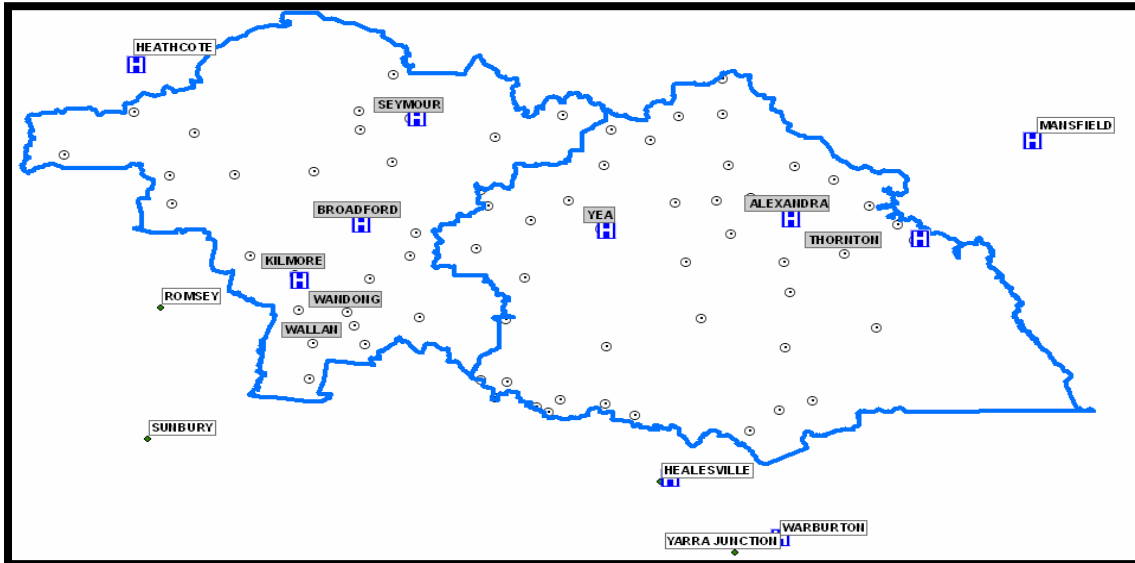 HEATHCOTE
H
SEYMOUR
H
MANSFIELD
H
BROADFORD
H
YEA
H
ALEXANDRA
H
THORNTON
H
KILMORE
H
ROMSEY
WANDONG
WALLAN
SUNBURY
HEALESVILLE
H
WARBURTON
H
YARRA JUNCTION